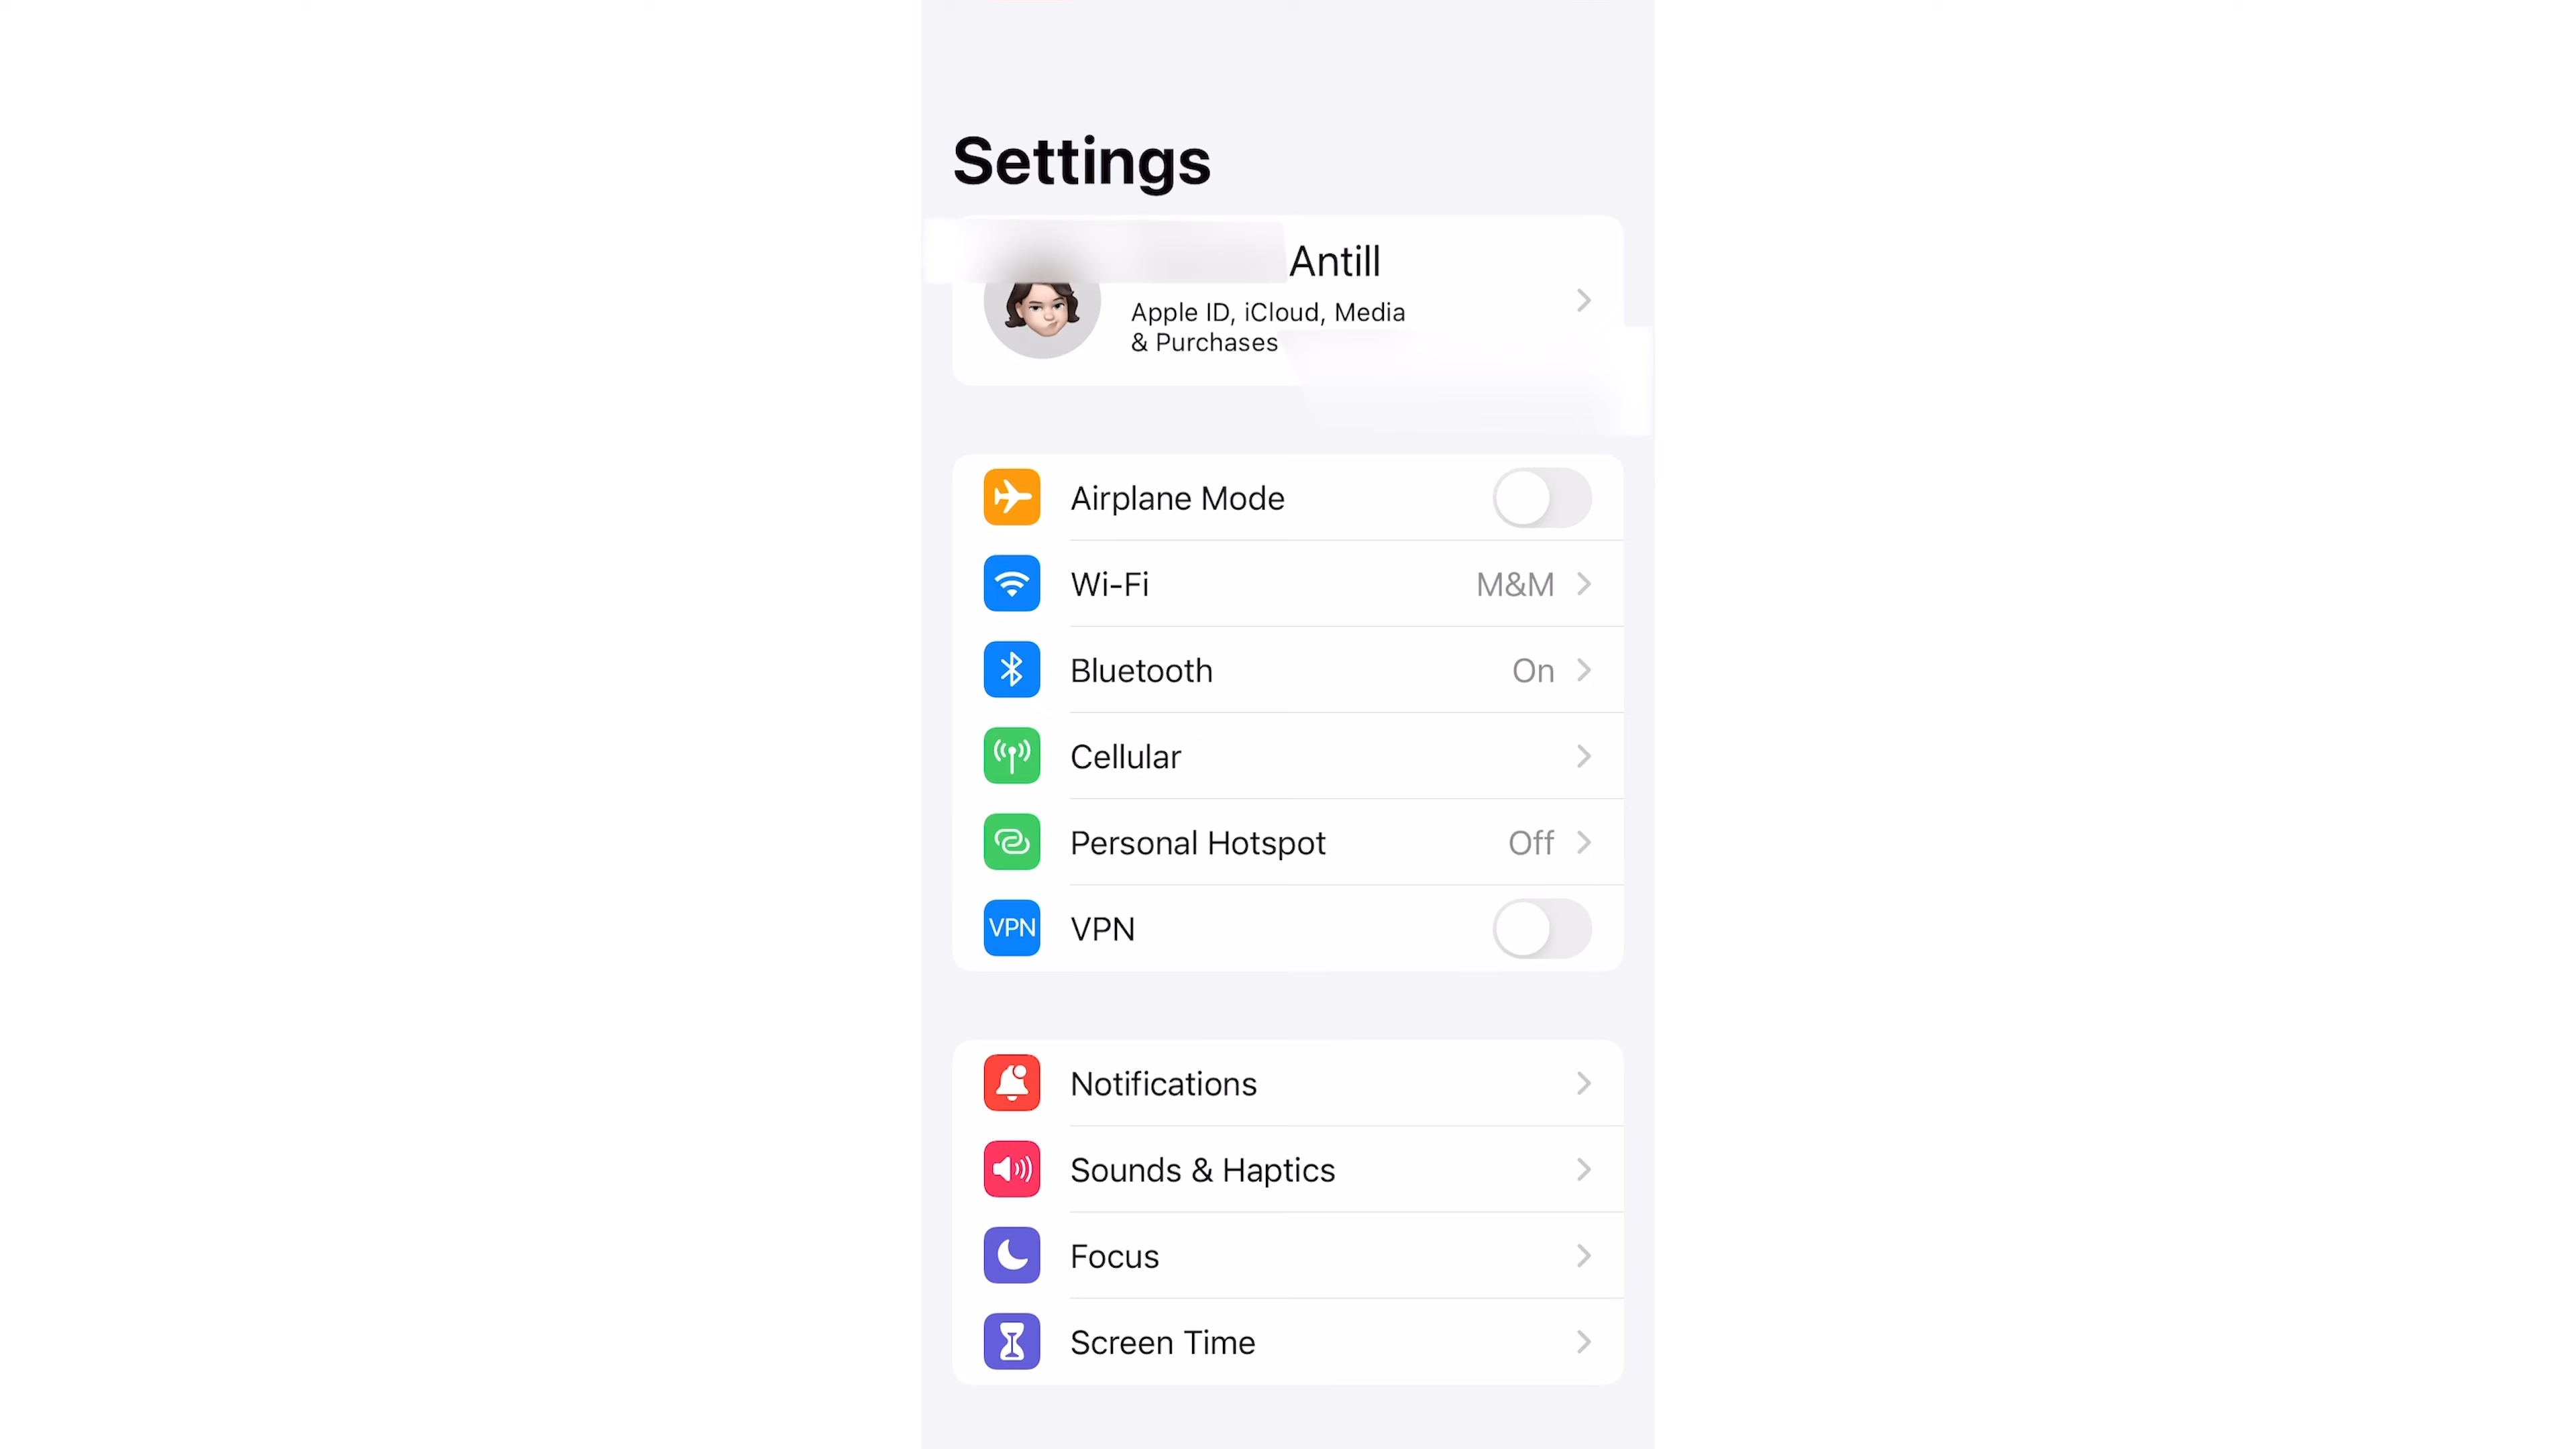 Settings
Antill
Apple ID, iCloud, Media
& Purchases
Airplane Mode
Wi-Fi M&M
Bluetooth On
Cellular
Personal Hotspot Off
VPN VPN
Notifications
Sounds & Haptics
Focus
Screen Time